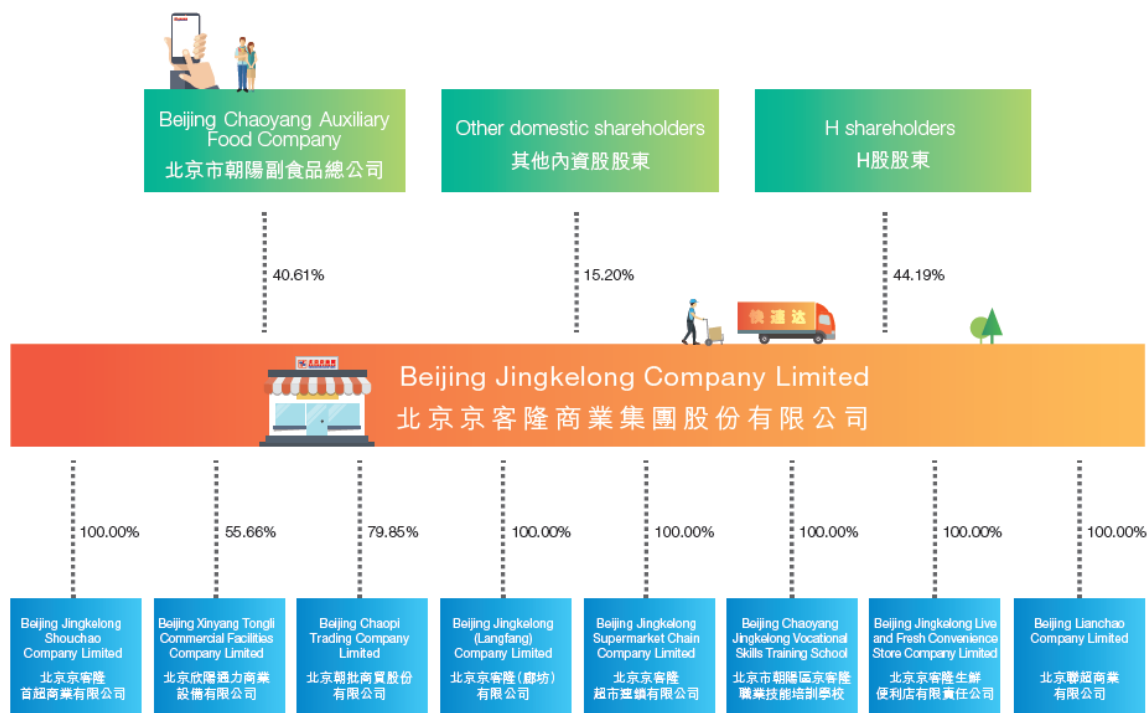 Beijing Chaoyang Auxiliary
Food Company
北京市朝陽副食品總公司
Other domestic shareholders
其他內資股股東
H shareholders
H股股東
40.61%
15.20%
44.19%
快速达
Beijing Jingkelong Company Limited
北京京客隆商業集團股份有限公司
100.00%
55.66%
79.85%
100.00%
100.00%
100.00%
100.00%
100.00%
Beijing Jingkelong
Shouchao
Company Limited
北京京客隆
首超商業有限公司
Beijing Xinyang Tongli
Commercial Facilities
Company Limited
北京欣陽通力商業
設備有限公司
Beijing Chaopi
Trading Company
Limited
北京朝批商貿股份
有限公司
Beijing Jingkelong
(Langfang)
Company Limited
北京京客隆（廊坊）
有限公司
Beijing Jingkelong
Supermarket Chain
Company Limited
北京京客隆
超市連鎖有限公司
Beijing Chaoyang
Jingkelong Vocational
Skills Training School
北京市朝陽區京客隆
職業技能培訓學校
Beijing Jingkelong Live
and Fresh Convenience
Store Company Limited
北京京客隆生鮮
便利店有限責任公司
Beijing Lianchao
Company Limited
北京聯超商業
有限公司